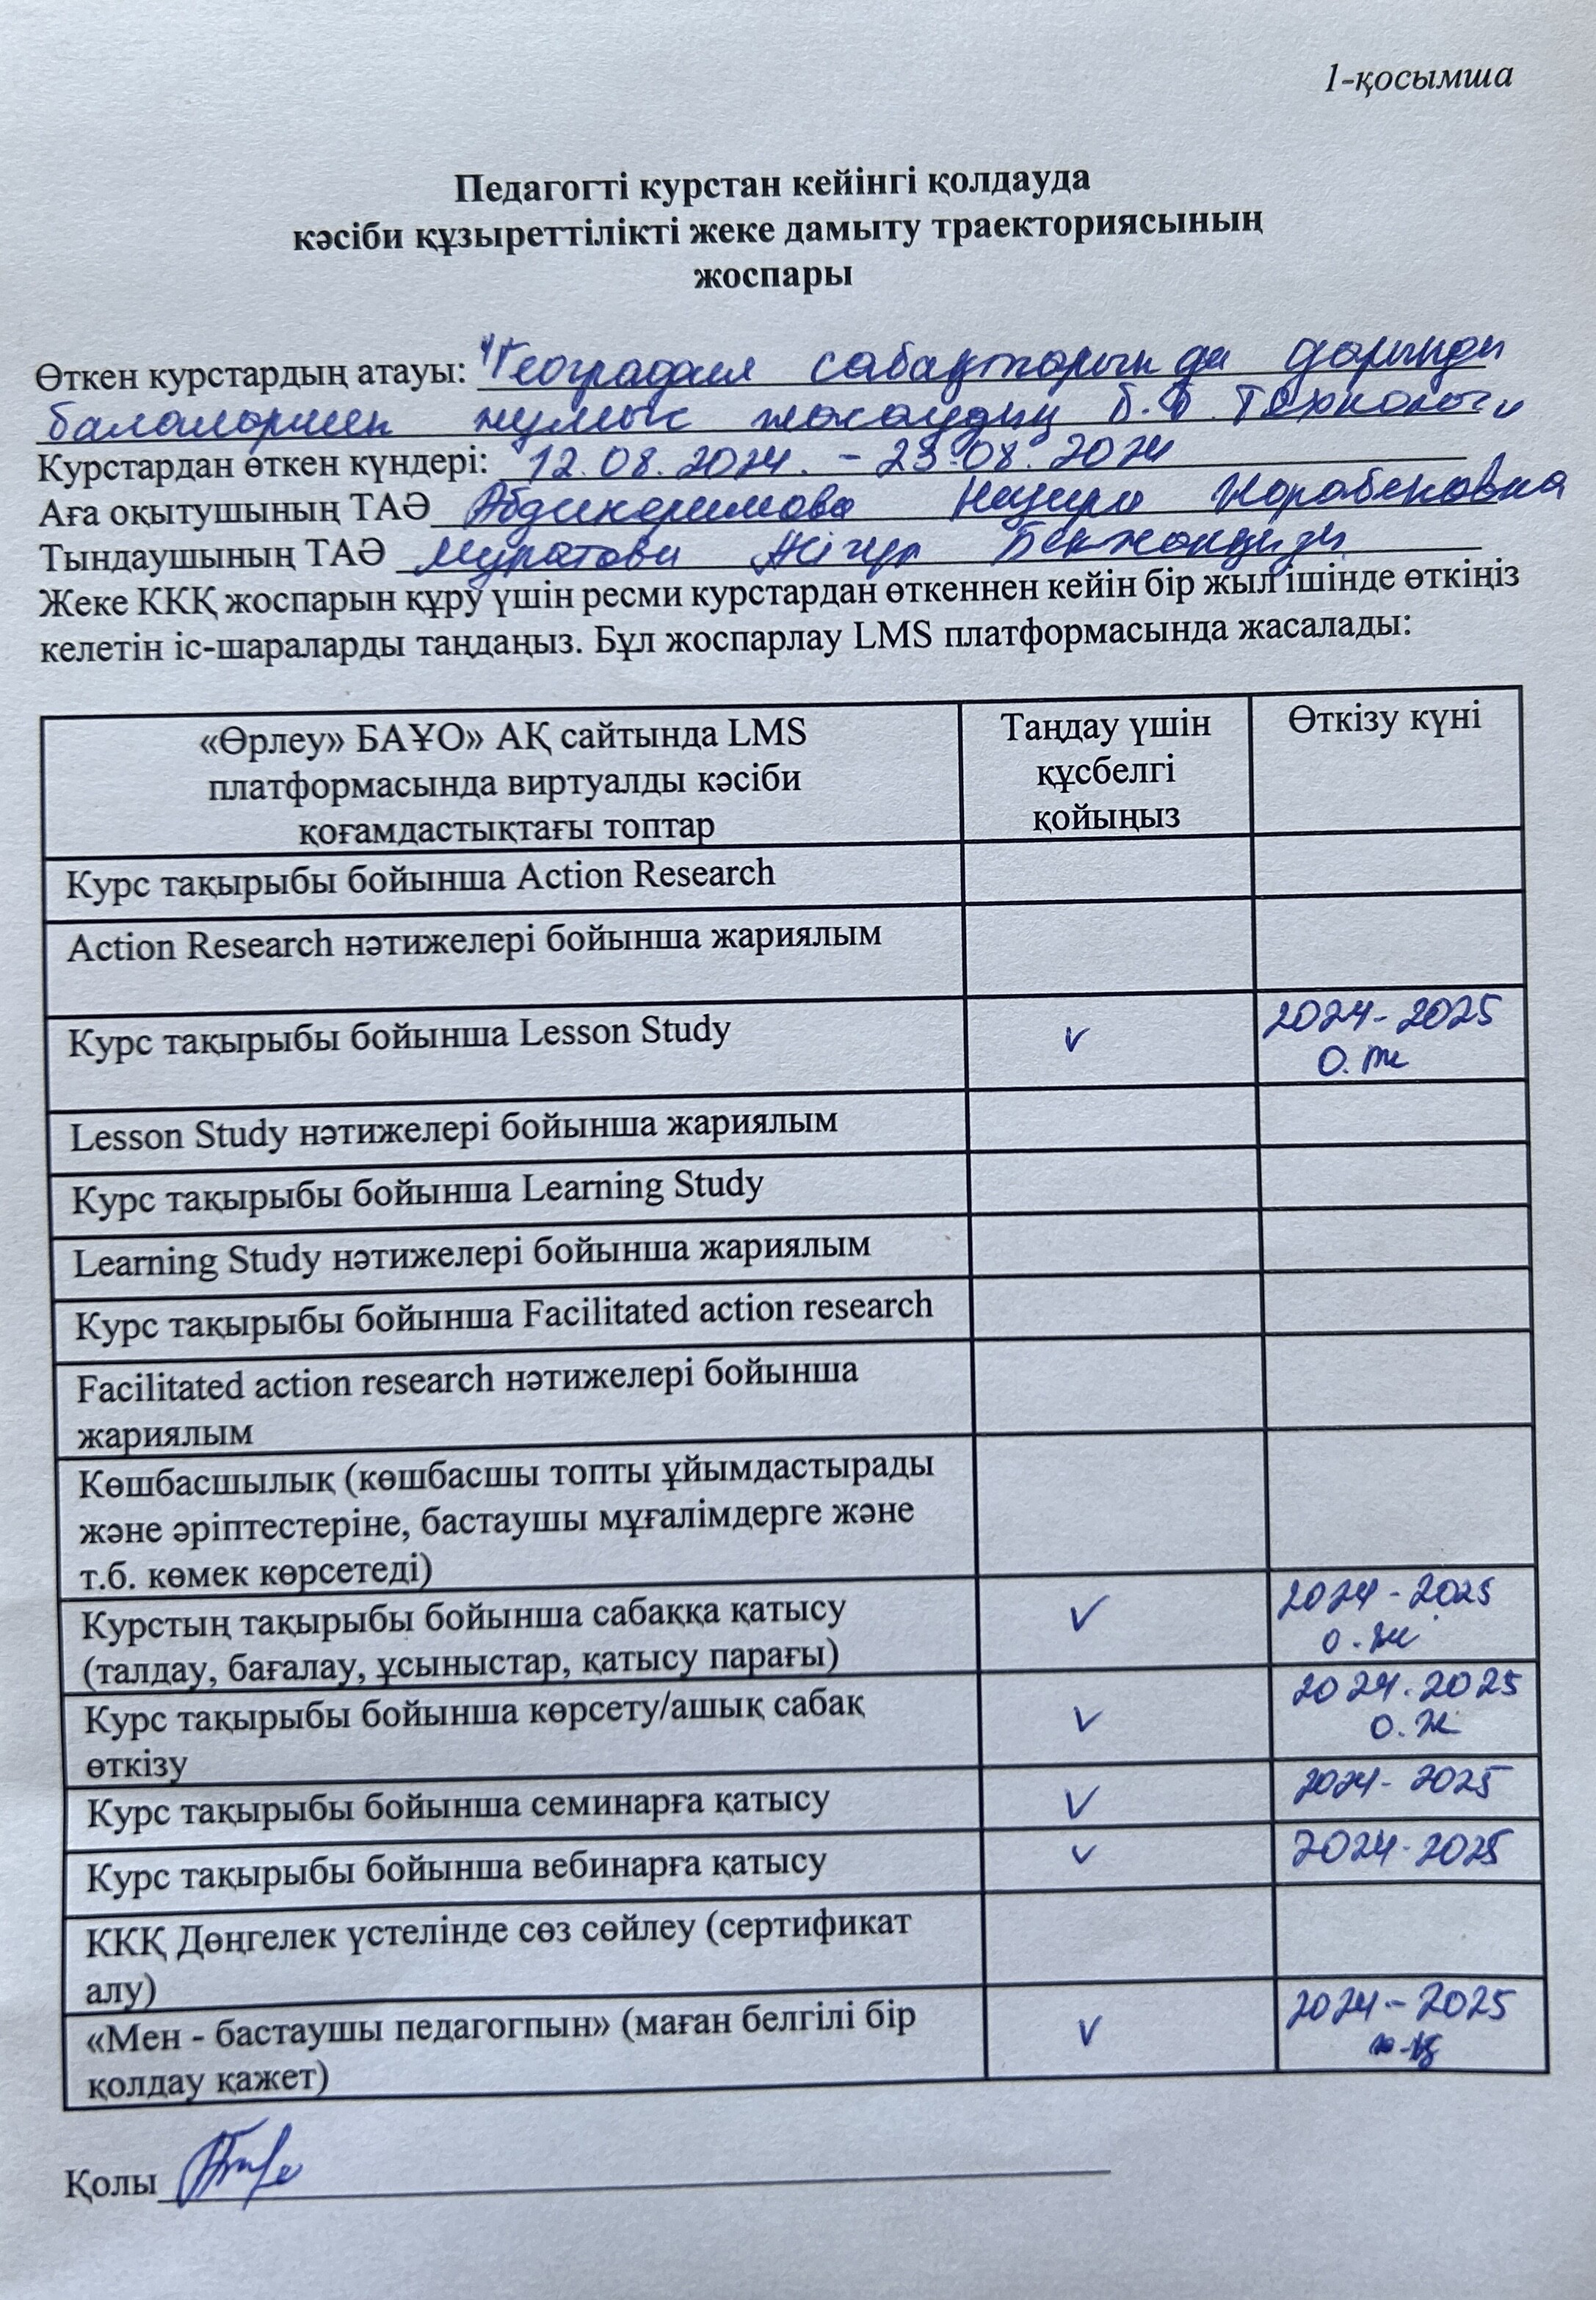 1-қосымша
Педагогті курстан кейінгі қолдауда
кәсіби құзыреттілікті жеке дамыту траекториясының
жоспары
Өткен курстардың атауы: "География сабақтарында дарынды
балалармен жұмыс жасаудың Б.Б. технологи
Курстардан өткен күндері: 12.08.2024. - 23.08.2024
Аға оқытушының ТАӘ Абдикеримова Назира Норабековна
Тындаушының ТАӘ Муратова Жігер
Жеке ККҚ жоспарын құру үшін ресми курстардан өткеннен кейін бір жыл ішінде өткіңіз
келетін іс-шараларды таңдаңыз. Бұл жоспарлау LMS платформасында жасалады:
«Өрлеу» БАҰО» АҚ сайтында LMS
платформасында виртуалды кәсіби
қоғамдастықтағы топтар
Таңдау үшін
құсбелгі
қойыңыз
Өткізу күні
Курс тақырыбы бойынша Action Research
Action Research нәтижелері бойынша жариялым
Курс тақырыбы бойынша Lesson Study
✓
2024-2025
о.ж
Lesson Study нәтижелері бойынша жариялым
Курс тақырыбы бойынша Learning Study
Learning Study нәтижелері бойынша жариялым
Курс тақырыбы бойынша Facilitated action research
Facilitated action research нәтижелері бойынша
жариялым
Көшбасшылық (көшбасшы топты ұйымдастырады
және әріптестеріне, бастаушы мұғалімдерге және
т.б. көмек көрсетеді)
Курстың тақырыбы бойынша сабаққа қатысу
(талдау, бағалау, ұсыныстар, қатысу парағы)
✓
2024-2025
о.ж
Курс тақырыбы бойынша көрсету/ашық сабақ
өткізу
✓
2024.2025
о.ж
Курс тақырыбы бойынша семинарға қатысу
✓
2024-2025
Курс тақырыбы бойынша вебинарға қатысу
✓
2024-2025
ККҚ Дөңгелек үстелінде сөз сөйлеу (сертификат
алу)
«Мен - бастаушы педагогпын» (маған белгілі бір
қолдау қажет)
✓
2024-2025
Қолы